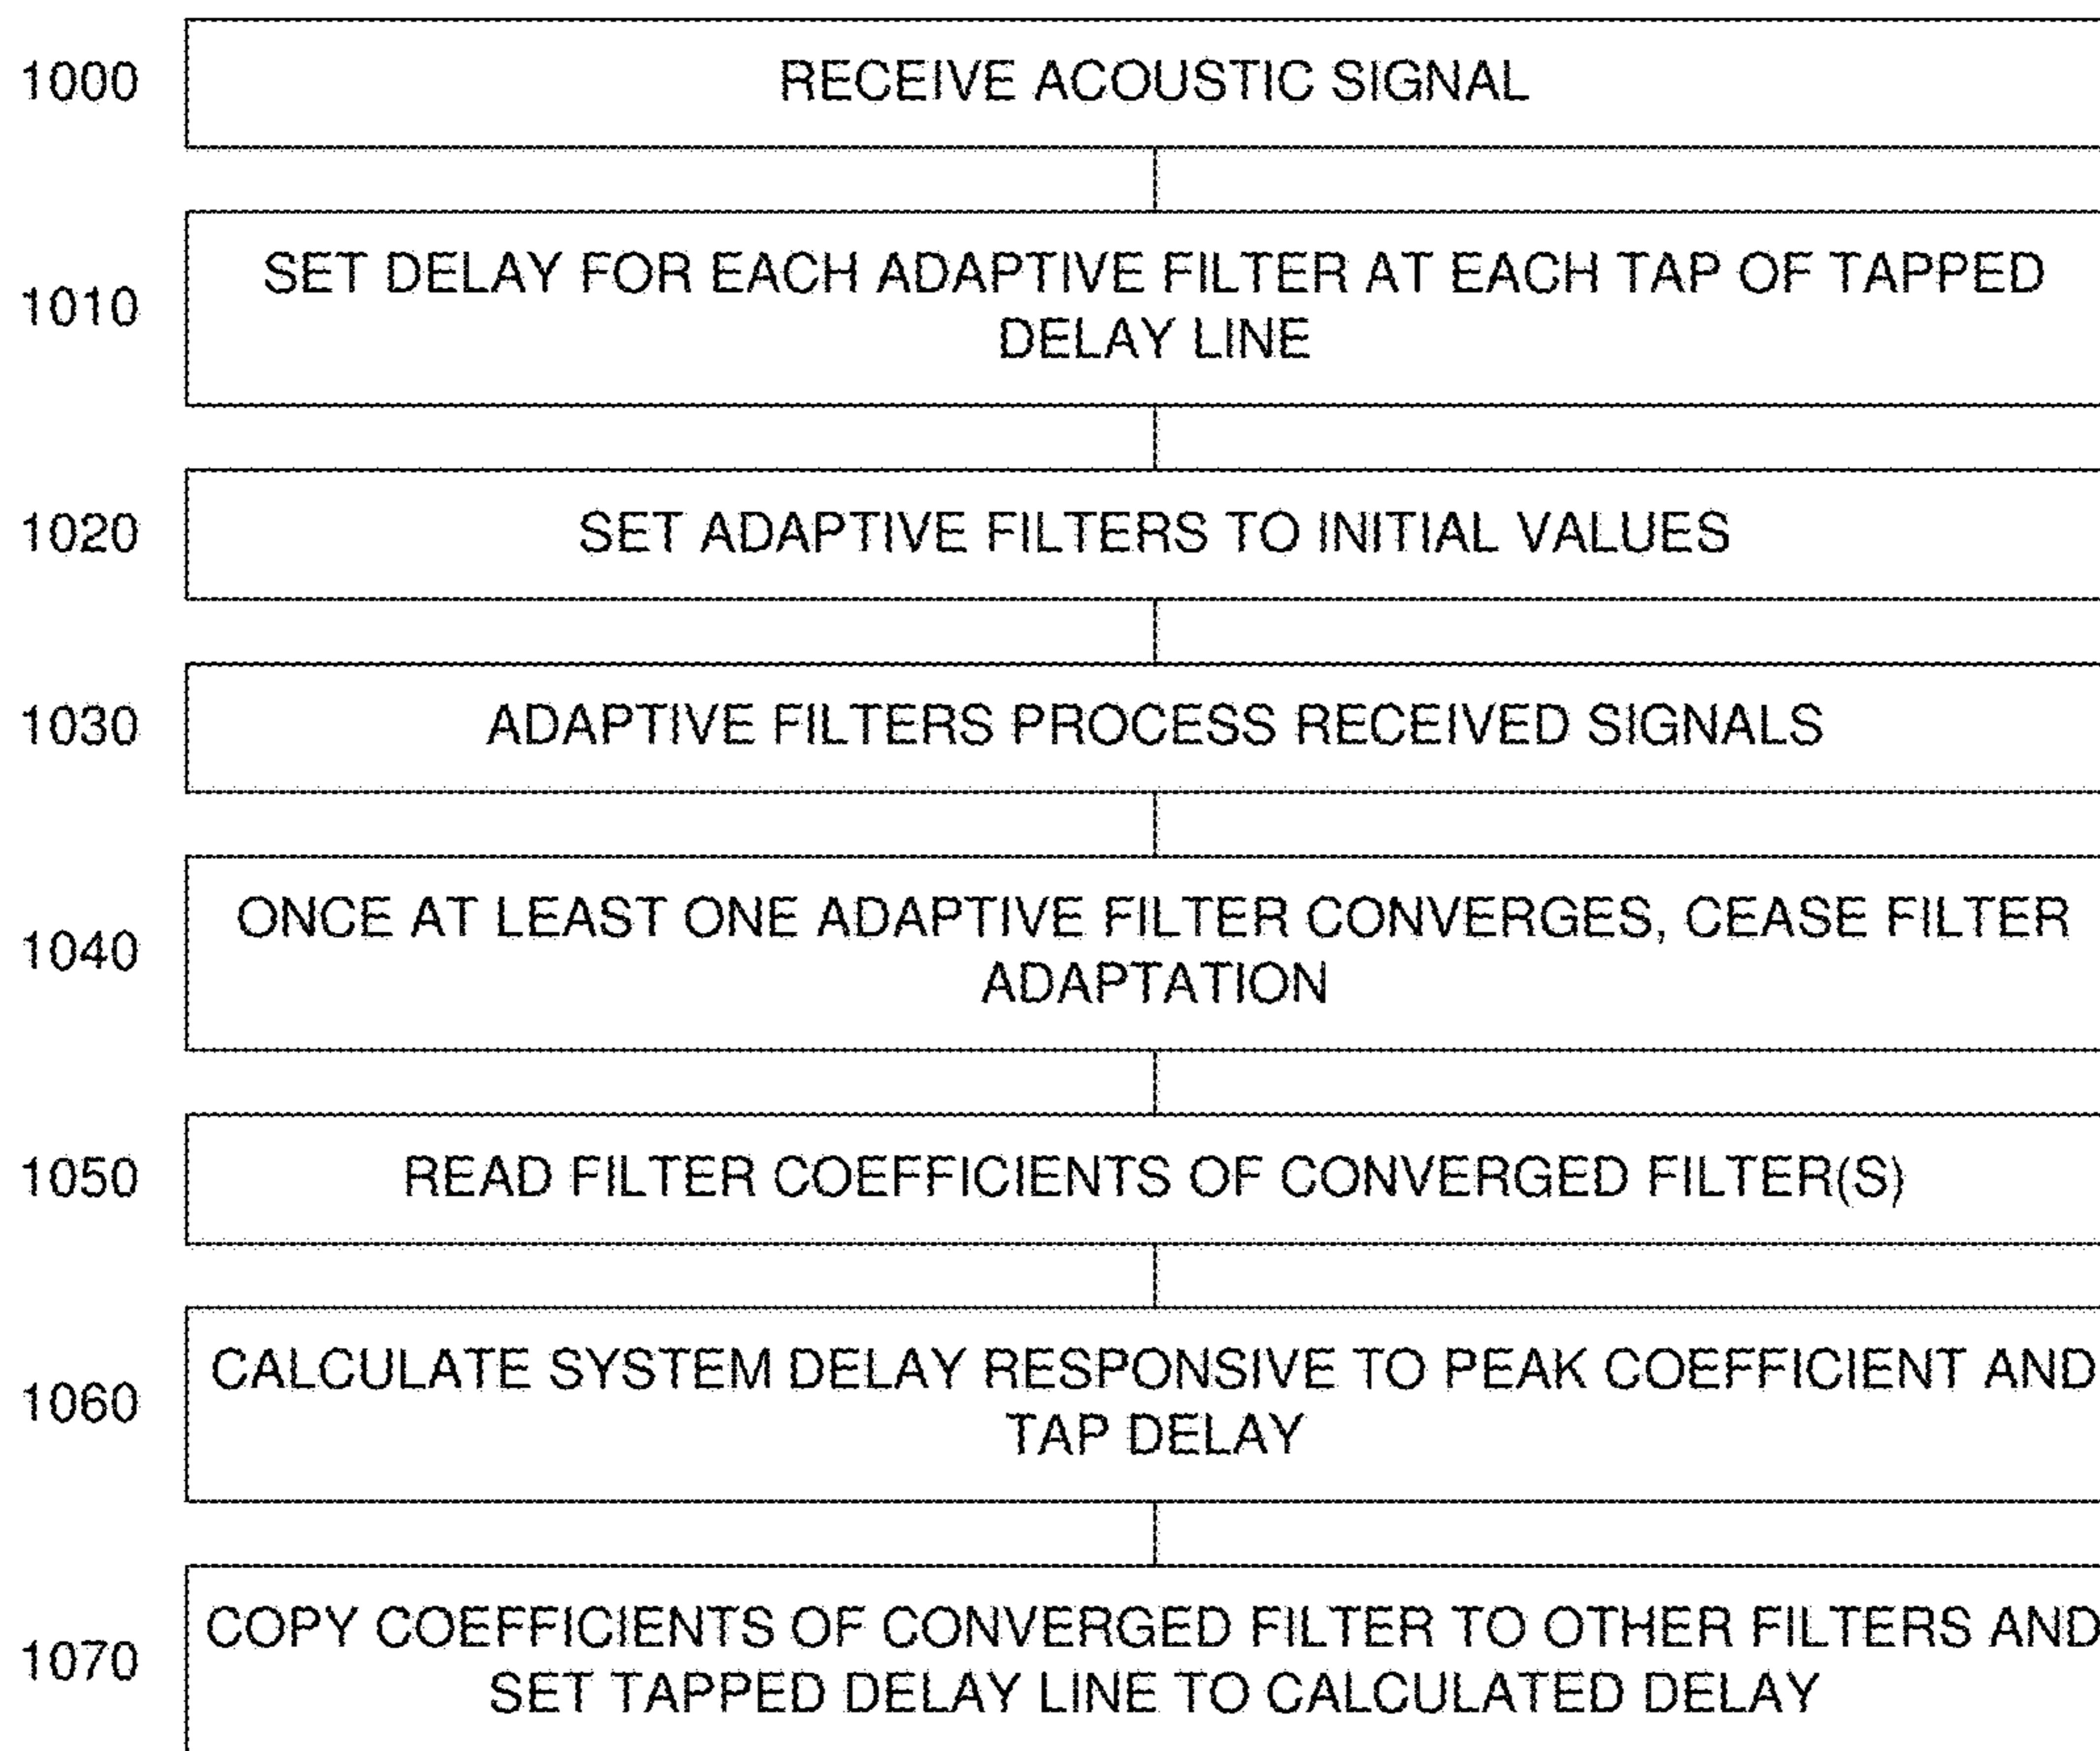 1000
RECEIVE ACOUSTIC SIGNAL
1010
SET DELAY FOR EACH ADAPTIVE FILTER AT EACH TAP OF TAPPED
DELAY LINE
1020
SET ADAPTIVE FILTERS TO INITIAL VALUES
1030
ADAPTIVE FILTERS PROCESS RECEIVED SIGNALS
1040
ONCE AT LEAST ONE ADAPTIVE FILTER CONVERGES, CEASE FILTER
ADAPTATION
1050
READ FILTER COEFFICIENTS OF CONVERGED FILTER(S)
1060
CALCULATE SYSTEM DELAY RESPONSIVE TO PEAK COEFFICIENT AND
TAP DELAY
1070
COPY COEFFICIENTS OF CONVERGED FILTER TO OTHER FILTERS AND
SET TAPPED DELAY LINE TO CALCULATED DELAY